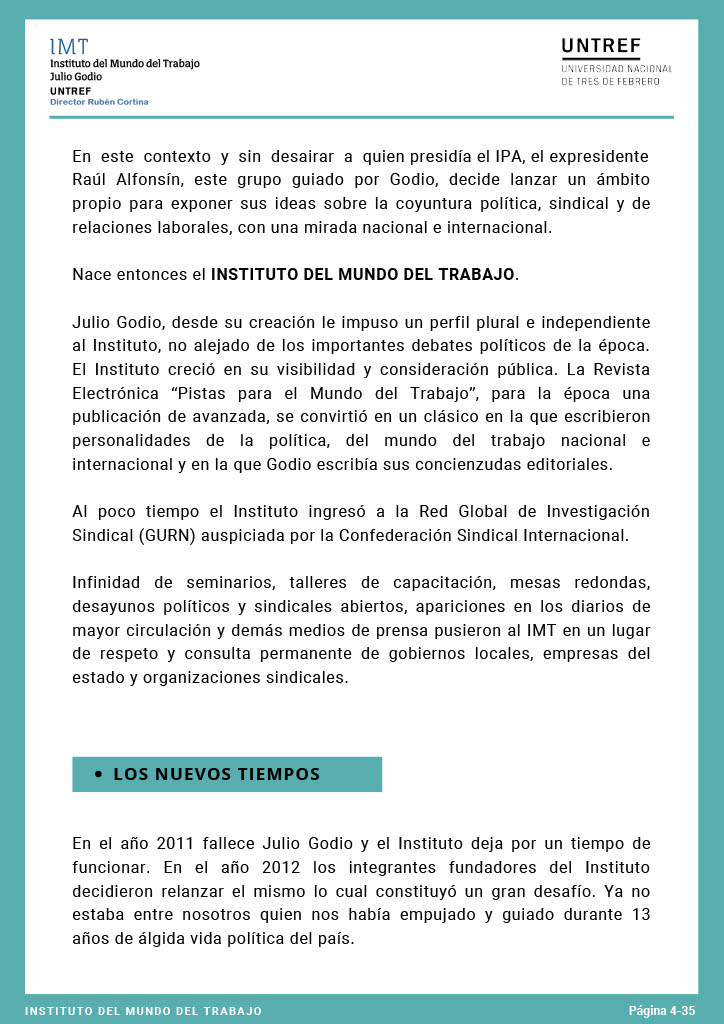 IMT
Instituto del Mundo del Trabajo
Julio Godio
UNTREF
Director Rubén Cortina
UNTREF
UNIVERSIDAD NACIONAL
DE TRES DE FEBRERO
En este contexto y sin desairar a quien presidía el IPA, el expresidente
Raúl Alfonsín, este grupo guiado por Godio, decide lanzar un ámbito
propio para exponer sus ideas sobre la coyuntura política, sindical y de
relaciones laborales, con una mirada nacional e internacional.
Nace entonces el INSTITUTO DEL MUNDO DEL TRABAJO.
Julio Godio, desde su creación le impuso un perfil plural e independiente
al Instituto, no alejado de los importantes debates políticos de la época.
El Instituto creció en su visibilidad y consideración pública. La Revista
Electrónica “Pistas para el Mundo del Trabajo”, para la época una
publicación de avanzada, se convirtió en un clásico en la que escribieron
personalidades de la política, del mundo del trabajo nacional e
internacional y en la que Godio escribía sus concienzudas editoriales.
Al poco tiempo el Instituto ingresó a la Red Global de Investigación
Sindical (GURN) auspiciada por la Confederación Sindical Internacional.
Infinidad de seminarios, talleres de capacitación, mesas redondas,
desayunos políticos y sindicales abiertos, apariciones en los diarios de
mayor circulación y demás medios de prensa pusieron al IMT en un lugar
de respeto y consulta permanente de gobiernos locales, empresas del
estado y organizaciones sindicales.
• LOS NUEVOS TIEMPOS
En el año 2011 fallece Julio Godio y el Instituto deja por un tiempo de
funcionar. En el año 2012 los integrantes fundadores del Instituto
decidieron relanzar el mismo lo cual constituyó un gran desafío. Ya no
estaba entre nosotros quien nos había empujado y guiado durante 13
años de álgida vida política del país.
INSTITUTO DEL MUNDO DEL TRABAJO
Página 4-35